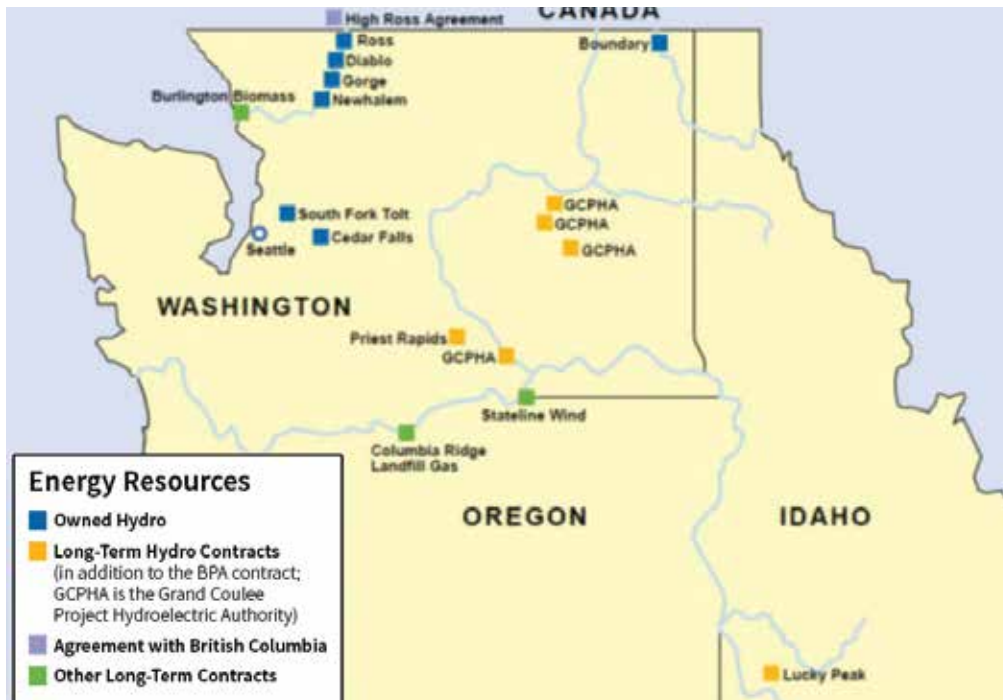 CANADA
High Ross Agreement
Ross
Boundary
Diablo
Gorge
Burlington Biomass
Newhalem
GCPHA
South Fork Tolt
GCPHA
Seattle
Cedar Falls
GCPHA
WASHINGTON
Priest Rapids
GCPHA
Stateline Wind
Columbia Ridge
Landfill Gas
OREGON
IDAHO
Lucky Peak
Energy Resources
Owned Hydro
Long-Term Hydro Contracts
(in addition to the BPA contract;
GCPHA is the Grand Coulee
Project Hydroelectric Authority)
Agreement with British Columbia
Other Long-Term Contracts